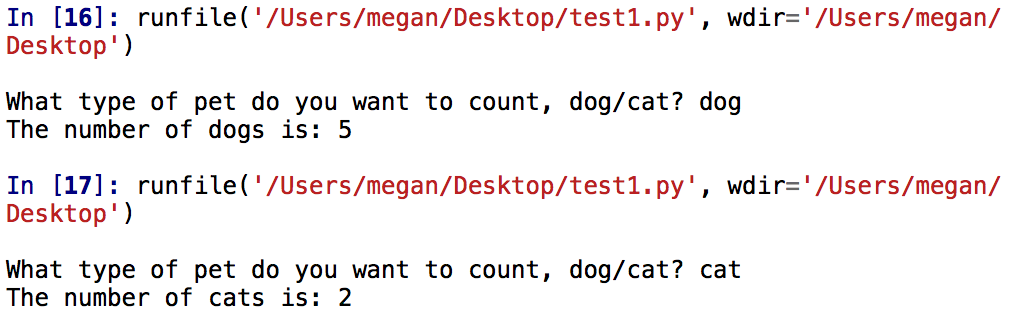 In [16]: runfile('/Users/megan/Desktop/test1.py', wdir='/Users/megan/
Desktop')
What type of pet do you want to count, dog/cat? dog
The number of dogs is: 5
In [17]: runfile('/Users/megan/Desktop/test1.py', wdir='/Users/megan/
Desktop')
What type of pet do you want to count, dog/cat? cat
The number of cats is: 2